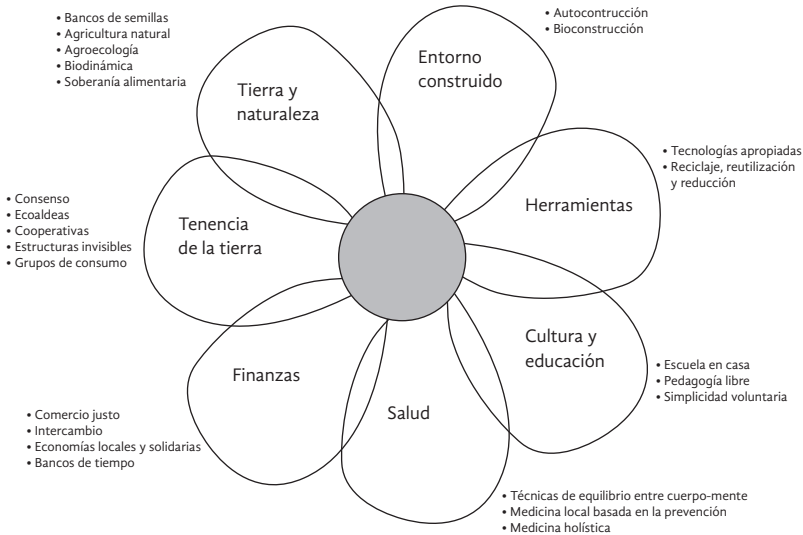 • Bancos de semillas
• Agricultura natural
• Agroecología
• Biodinámica
• Soberanía alimentaria
Tierra y
naturaleza
• Autocontrucción
• Bioconstrucción
Entorno
construido
• Tecnologías apropiadas
• Reciclaje, reutilización
y reducción
Herramientas
• Consenso
• Ecoaldeas
• Cooperativas
• Estructuras invisibles
• Grupos de consumo
Tenencia
de la tierra
Cultura y
educación
• Escuela en casa
• Pedagogía libre
• Simplicidad voluntaria
Finanzas
• Comercio justo
• Intercambio
• Economías locales y solidarias
• Bancos de tiempo
Salud
• Técnicas de equilibrio entre cuerpo-mente
• Medicina local basada en la prevención
• Medicina holística